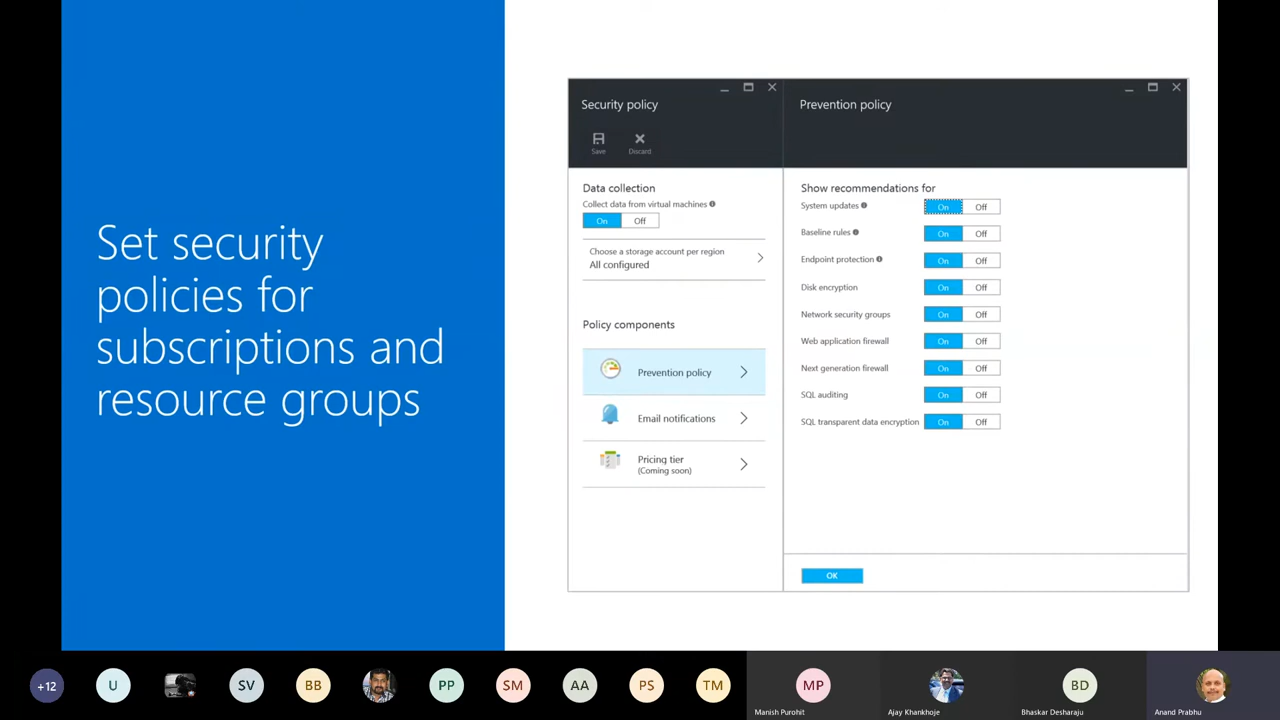 Set security
policies for
subscriptions and
resource groups
Security policy
Save
Discard
Data collection
Collect data from virtual machines
On
Off
Choose a storage account per region
All configured
Policy components
Prevention policy
Email notifications
Pricing tier
(Coming soon)
Prevention policy
Show recommendations for
System updates On Off
Baseline rules On Off
Endpoint protection On Off
Disk encryption On Off
Network security groups On Off
Web application firewall On Off
Next generation firewall On Off
SQL auditing On Off
SQL transparent data encryption On Off
OK
+12
U
SV
BB
PP
SM
AA
PS
TM
MP
Manish Purohit
Ajay Khankhoje
BD
Bhaskar Desharaju
Anand Prabhu